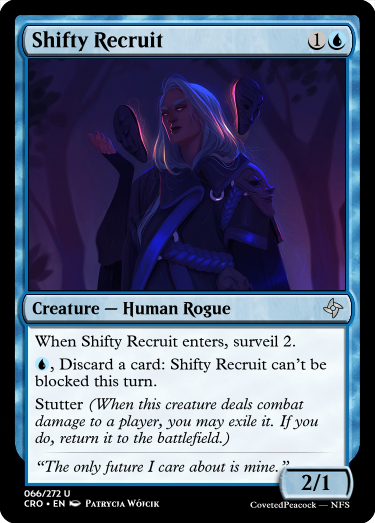 Shifty Recruit 1
Creature — Human Rogue
When Shifty Recruit enters, surveil 2.
, Discard a card: Shifty Recruit can't be
blocked this turn.
Stutter (When this creature deals combat
damage to a player, you may exile it. If you
do, return it to the battlefield.)
“The only future I care about is mine.”
2/1
066/272 U
CRO • EN Patrycja Wójcik
CovetedPeacock — NFS